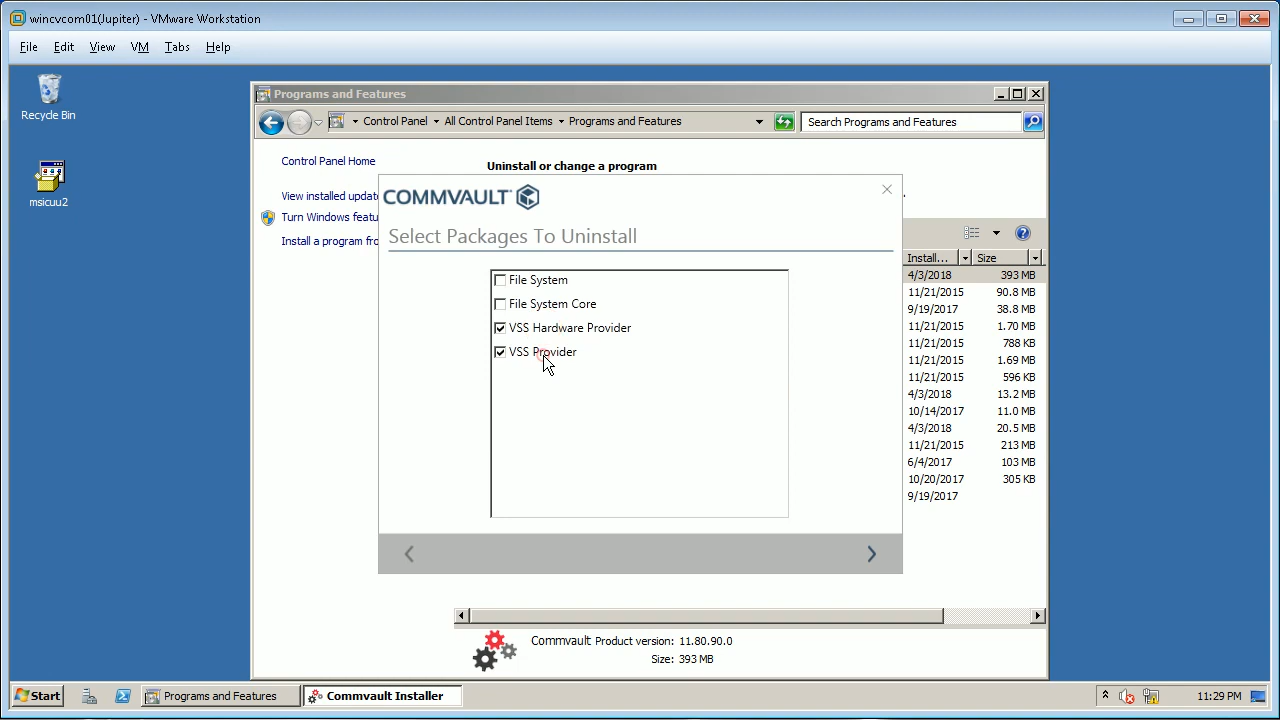 wincvcom01(Jupiter) - VMware Workstation
File Edit View VM Tabs Help
Recycle Bin
msicuu2
Programs and Features
Control Panel All Control Panel Items Programs and Features
Search Programs and Features
Control Panel Home
Uninstall or change a program
View installed update
Turn Windows featu
Install a program fro
COMMVAULT
Select Packages To Uninstall
File System
File System Core
VSS Hardware Provider
VSS Provider
Install... Size
4/3/2018 393 MB
11/21/2015 90.8 MB
9/19/2017 38.8 MB
11/21/2015 1.70 MB
11/21/2015 788 KB
11/21/2015 1.69 MB
11/21/2015 596 KB
4/3/2018 13.2 MB
10/14/2017 11.0 MB
4/3/2018 20.5 MB
11/21/2015 213 MB
6/4/2017 103 MB
10/20/2017 305 KB
9/19/2017
Commvault Product version: 11.80.90.0
Size: 393 MB
Start
Programs and Features
Commvault Installer
11:29 PM